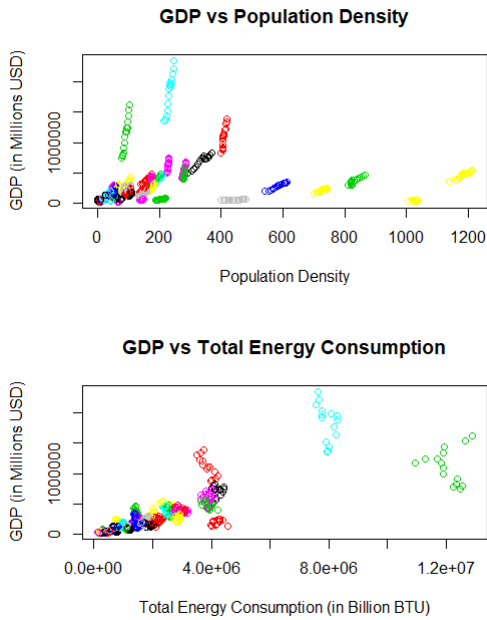 GDP vs Population Density
GDP (in Millions USD)
0 1000000
0 200 400 600 800 1000 1200
Population Density
GDP vs Total Energy Consumption
GDP (in Millions USD)
0 1000000
0.0e+00 4.0e+06 8.0e+06 1.2e+07
Total Energy Consumption (in Billion BTU)